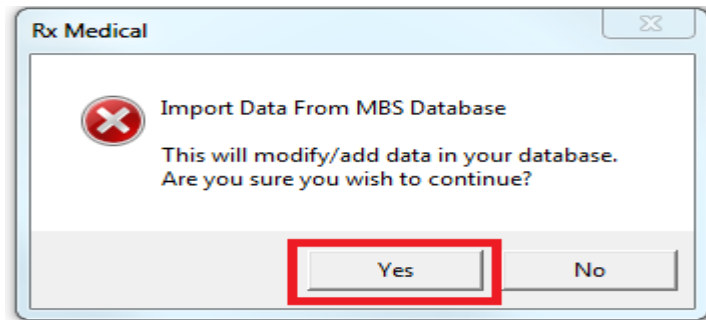 Rx Medical
Import Data From MBS Database
This will modify/add data in your database.
Are you sure you wish to continue?
Yes
No